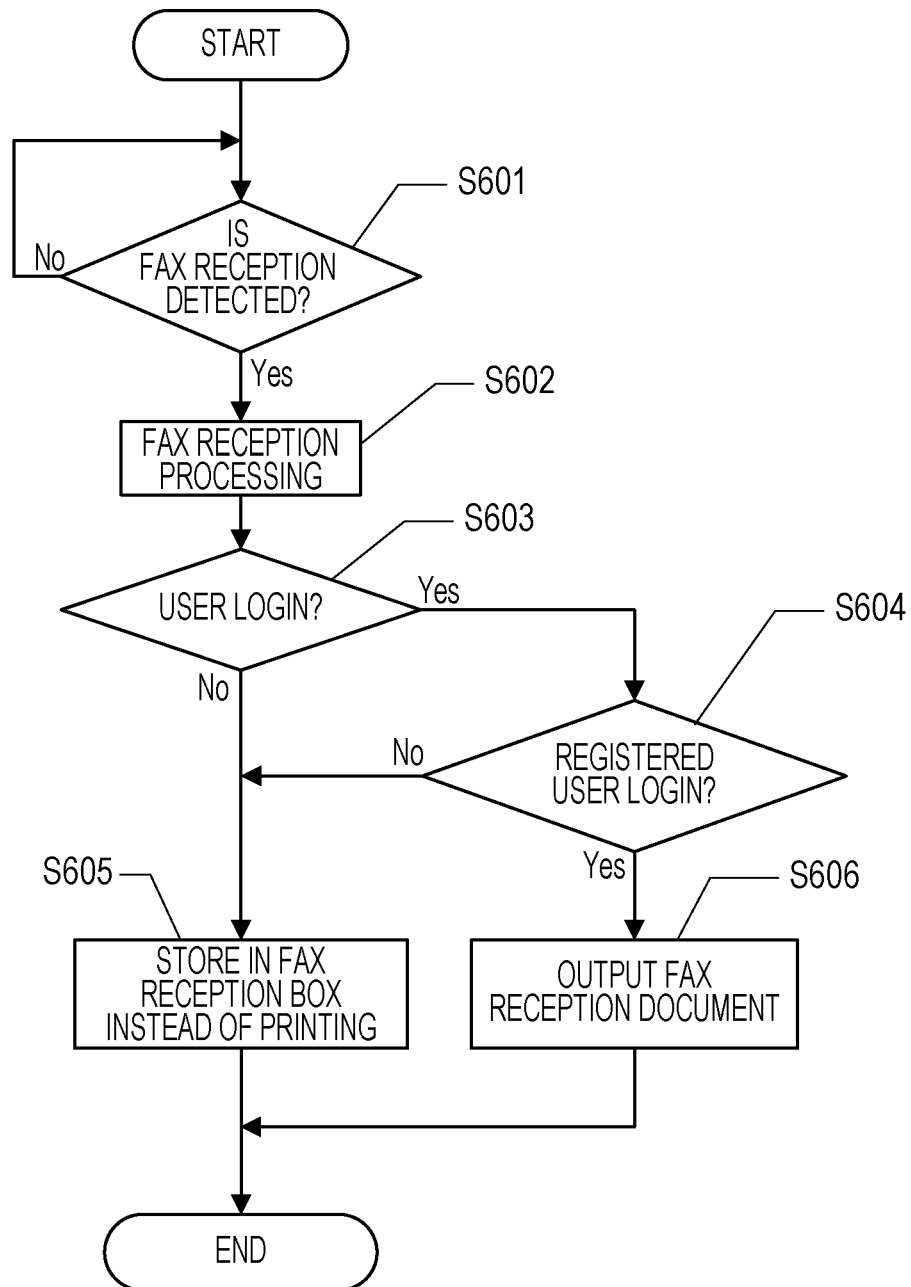 START
S601
IS
FAX RECEPTION
DETECTED?
No
Yes
S602
FAX RECEPTION
PROCESSING
S603
USER LOGIN?
Yes
No
S604
REGISTERED
USER LOGIN?
No
Yes
S605
STORE IN FAX
RECEPTION BOX
INSTEAD OF PRINTING
S606
OUTPUT FAX
RECEPTION DOCUMENT
END